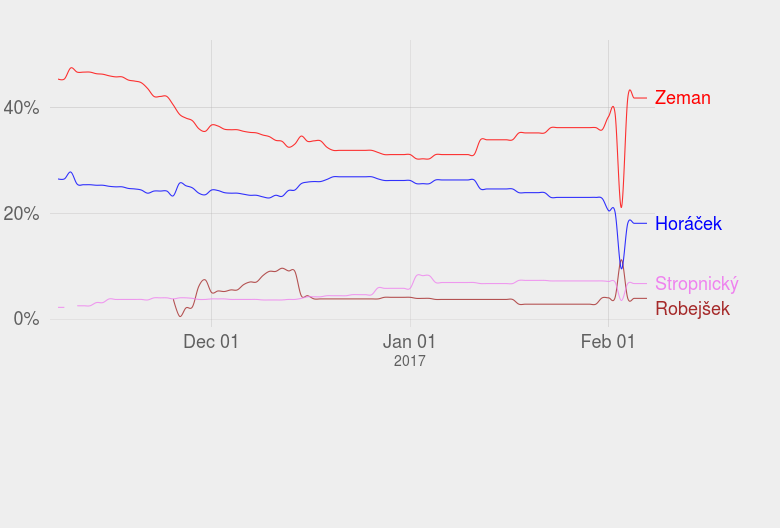 40%
Zeman
20%
Horáček
Stropnický
0%
Robejšek
Dec 01
Jan 01
Feb 01
2017